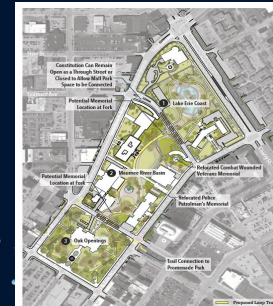 Constitution Can Remain
Open as a Through Street or
Closed to Allow Mall Park
Space to be Connected
Potential Memorial
Location at Fork
1 Lake Erie Coast
Relocated Combat Wounded
Veterans Memorial
2 Maumee River Basin
Potential Memorial
Location at Fork
Relocated Police
Patrolman's Memorial
3 Oak Openings
Trail Connection to
Promenade Park
Proposed Loop Tra